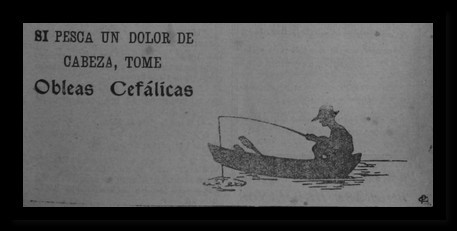 SI PESCA UN DOLOR DE
CABEZA, TOME
Obleas Cefálicas